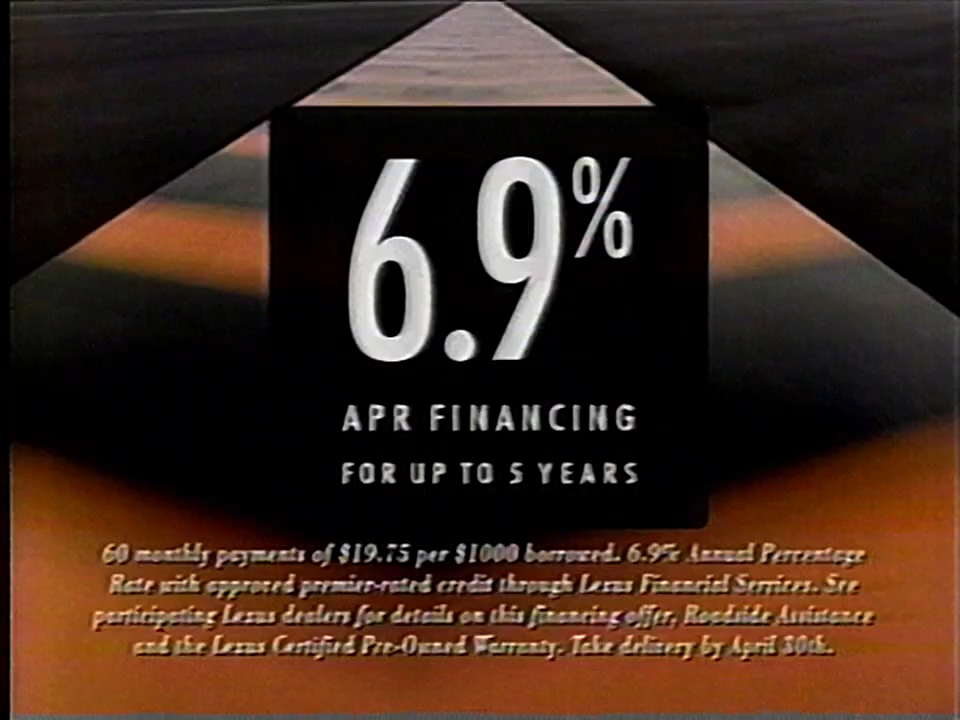 6.9%
APR FINANCING
FOR UP TO 5 YEARS
60 monthly payments of $19.75 per $1000 borrowed. 6.9% Annual Percentage
Rate with approved premier-rated credit through Lexus Financial Services. See
participating Lexus dealers for details on this financing offer, Roadside Assistance
and the Lexus Certified Pre-Owned Warranty. Take delivery by April 30th.